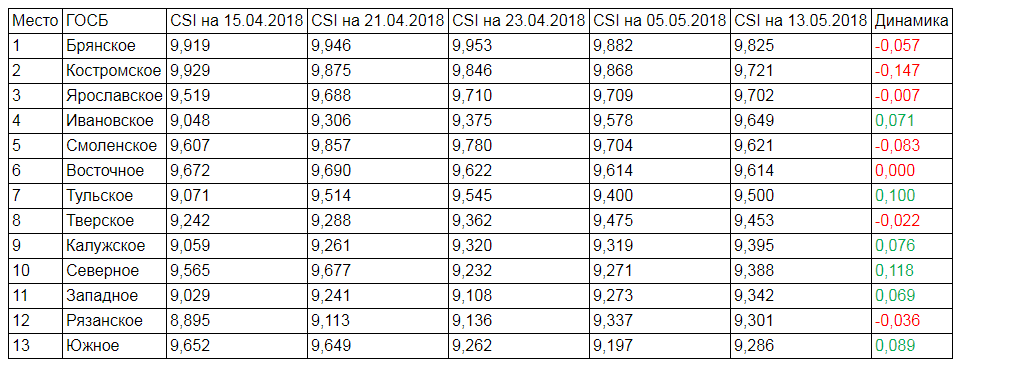 Место ГОСБ CSI на 15.04.2018 CSI на 21.04.2018 CSI на 23.04.2018 CSI на 05.05.2018 CSI на 13.05.2018 Динамика
1 Брянское 9,919 9,946 9,953 9,882 9,825 -0,057
2 Костромское 9,929 9,875 9,846 9,868 9,721 -0,147
3 Ярославское 9,519 9,688 9,710 9,709 9,702 -0,007
4 Ивановское 9,048 9,306 9,375 9,578 9,649 0,071
5 Смоленское 9,607 9,857 9,780 9,704 9,621 -0,083
6 Восточное 9,672 9,690 9,622 9,614 9,614 0,000
7 Тульское 9,071 9,514 9,545 9,400 9,500 0,100
8 Тверское 9,242 9,288 9,362 9,475 9,453 -0,022
9 Калужское 9,059 9,261 9,320 9,319 9,395 0,076
10 Северное 9,565 9,677 9,232 9,271 9,388 0,118
11 Западное 9,029 9,241 9,108 9,273 9,342 0,069
12 Рязанское 8,895 9,113 9,136 9,337 9,301 -0,036
13 Южное 9,652 9,649 9,262 9,197 9,286 0,089